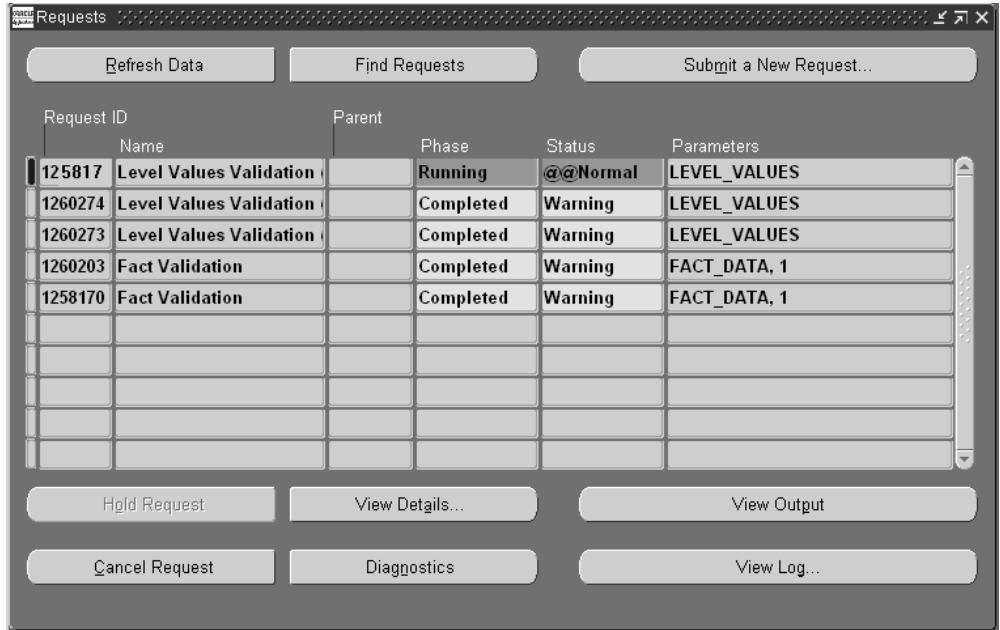 Requests
Refresh Data
Find Requests
Submit a New Request...
Request ID
Parent
Name
Phase
Status
Parameters
125817 Level Values Validation ( Running @@Normal LEVEL_VALUES
1260274 Level Values Validation ( Completed Warning LEVEL_VALUES
1260273 Level Values Validation ( Completed Warning LEVEL_VALUES
1260203 Fact Validation Completed Warning FACT_DATA, 1
1258170 Fact Validation Completed Warning FACT_DATA, 1
Hold Request
View Details...
View Output
Cancel Request
Diagnostics
View Log...